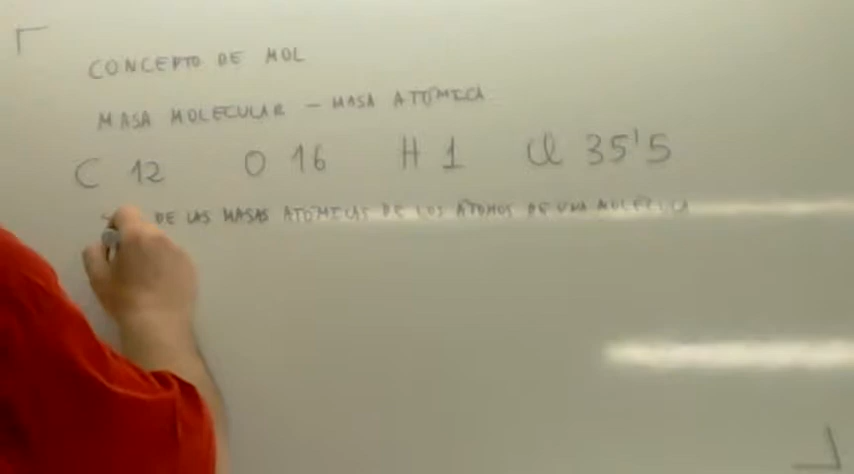 CONCEPTO DE MOL
MASA MOLECULAR – MASA ATÓMICA
C 12 O 16 H 1 Cl 35'5
DE LAS MASAS ATÓMICAS DE LOS ÁTOMOS DE UNA MOLÉCULA